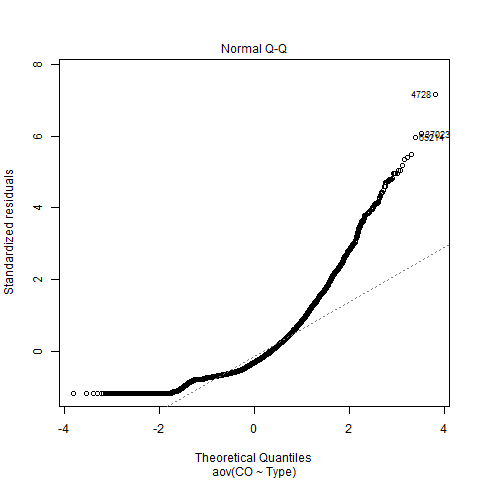 Normal Q-Q
Standardized residuals
8
6
4
2
0
4728
-4
-2
0
2
4
Theoretical Quantiles
aov(CO ~ Type)